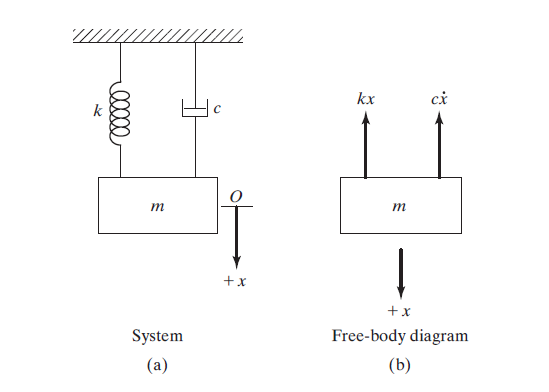 k
c
m
O
+x
System
(a)
kx
cẋ
m
+x
Free-body diagram
(b)